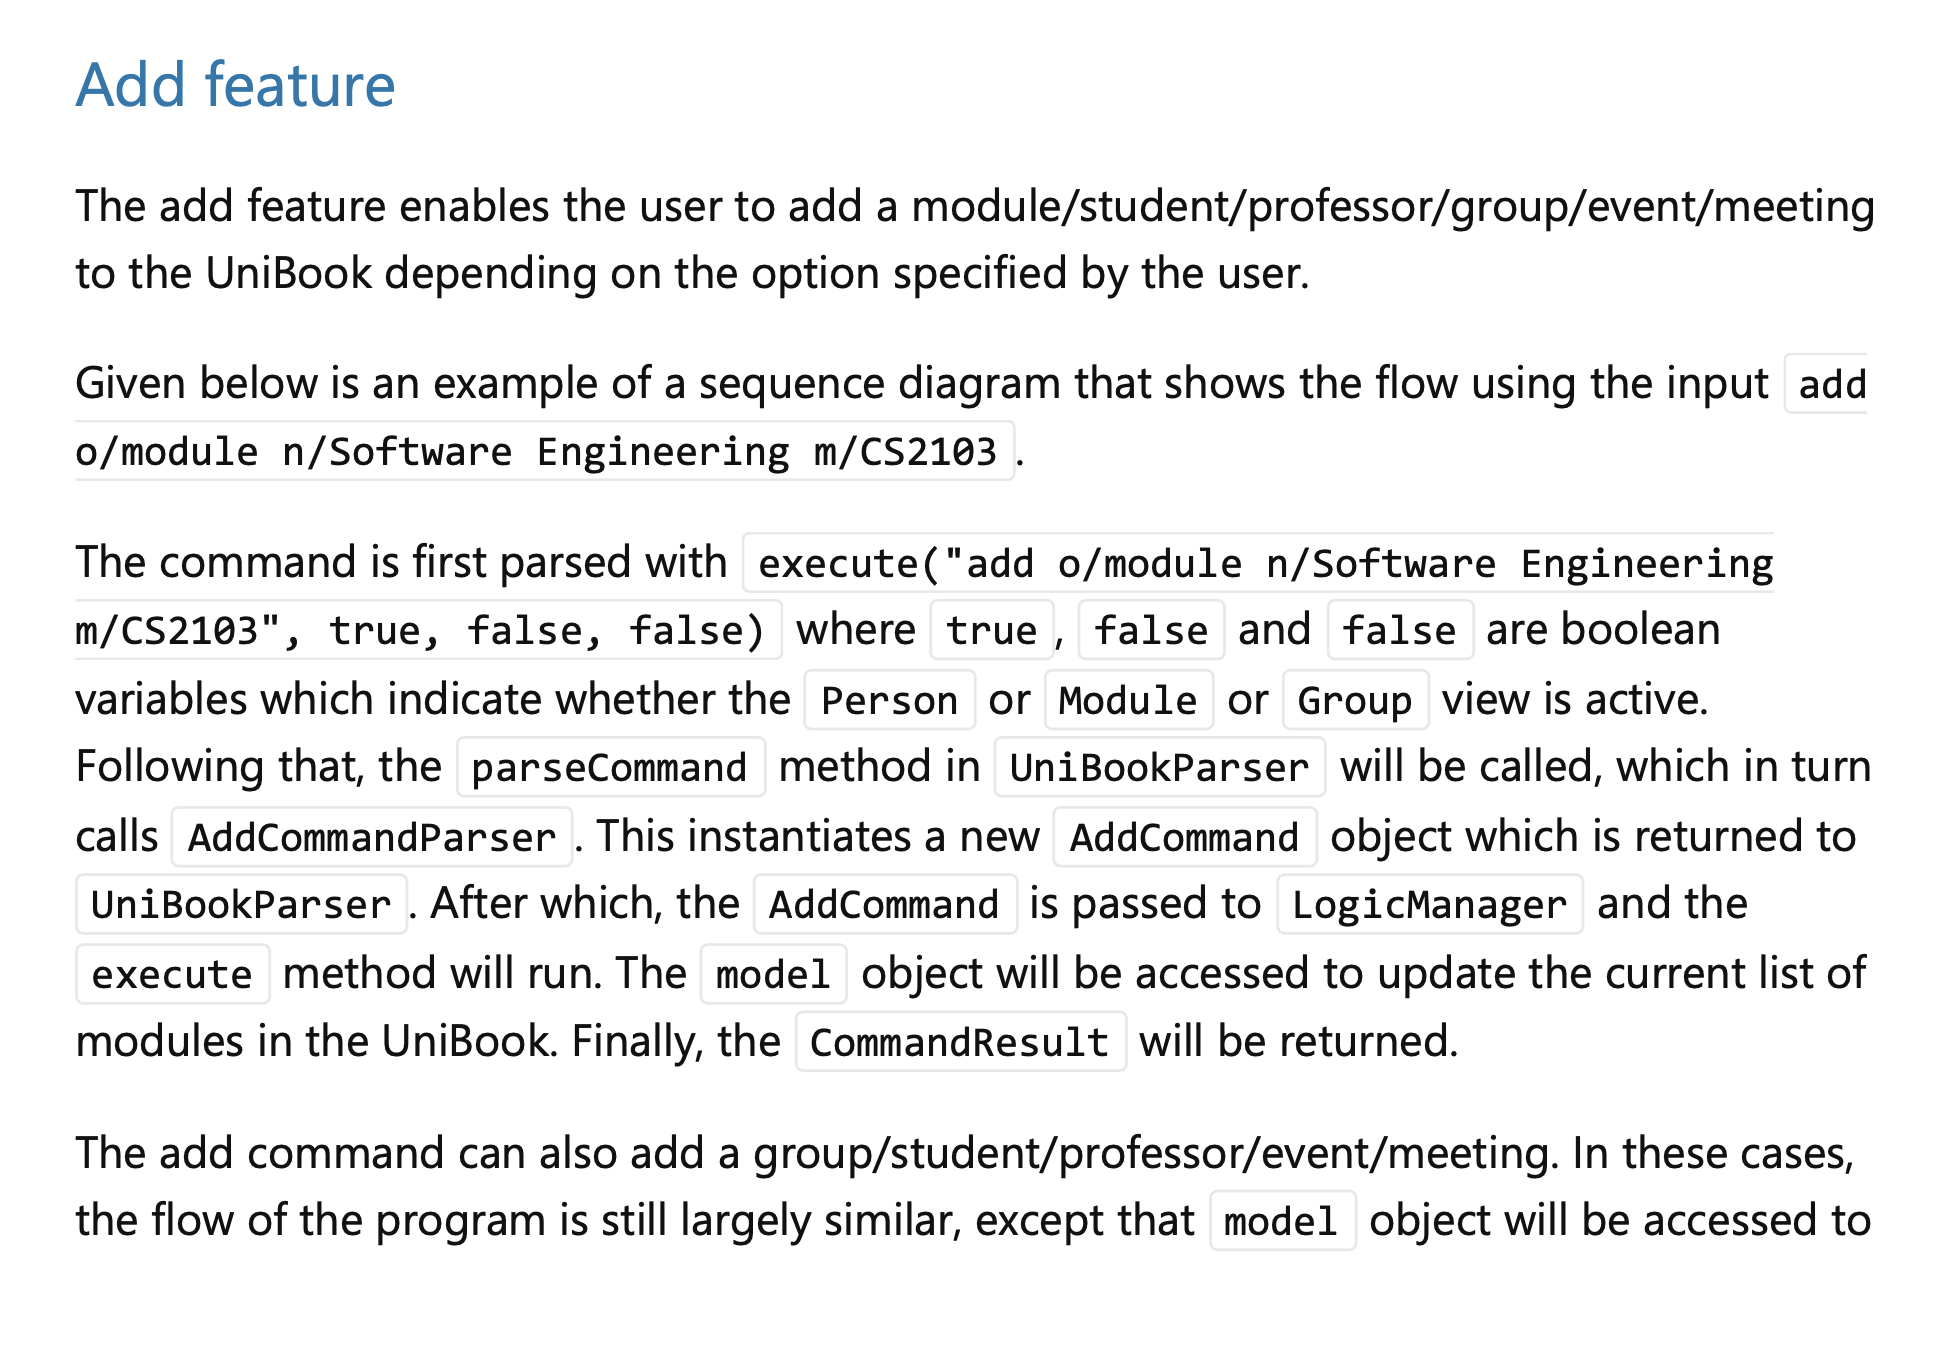 Add feature
The add feature enables the user to add a module/student/professor/group/event/meeting
to the UniBook depending on the option specified by the user.
Given below is an example of a sequence diagram that shows the flow using the input add
o/module n/Software Engineering m/CS2103 .
The command is first parsed with execute("add o/module n/Software Engineering
m/CS2103", true, false, false) where true, false and false are boolean
variables which indicate whether the Person or Module or Group view is active.
Following that, the parseCommand method in UniBookParser will be called, which in turn
calls AddCommandParser. This instantiates a new AddCommand object which is returned to
UniBookParser. After which, the AddCommand is passed to LogicManager and the
execute method will run. The model object will be accessed to update the current list of
modules in the UniBook. Finally, the CommandResult will be returned.
The add command can also add a group/student/professor/event/meeting. In these cases,
the flow of the program is still largely similar, except that model object will be accessed to